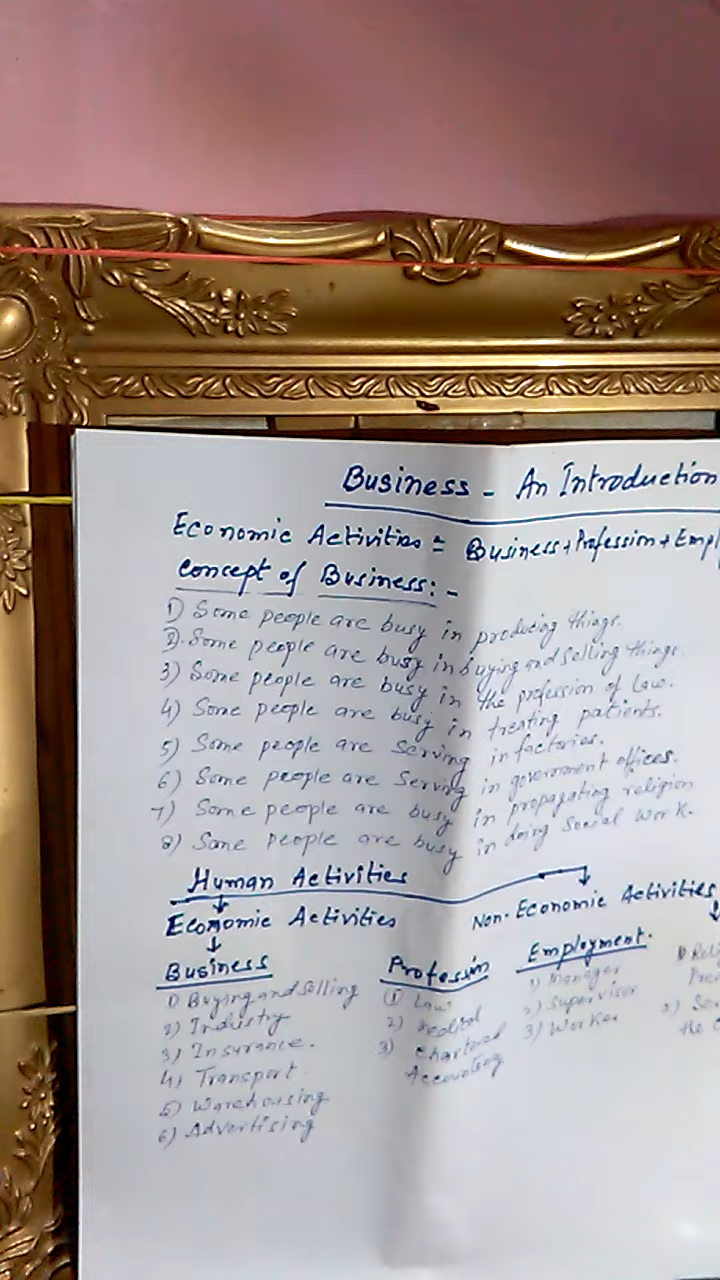 Business - An Introduction
Economic Activities = Business + Profession + Empl
Concept of Business:-
1) Some people are busy in producing things.
2). Some people are busy in buying and selling things.
3) Some people are busy in the profession of law.
4) Some people are busy in treating patients.
5) Some people are serving in factories.
6) Some people are serving in government offices.
7) Some people are busy in propagating religion
8) Some people are busy in doing social work.
Human Activities
Economic Activities Non-Economic Activities
Business Profession Employment.
1) Buying and selling 1) Law 1) Manager
2) Industry 2) Medical 2) Supervisor
3) Insurance. 3) Chartered Accounting 3) Worker
4) Transport
5) Warehousing
6) Advertising